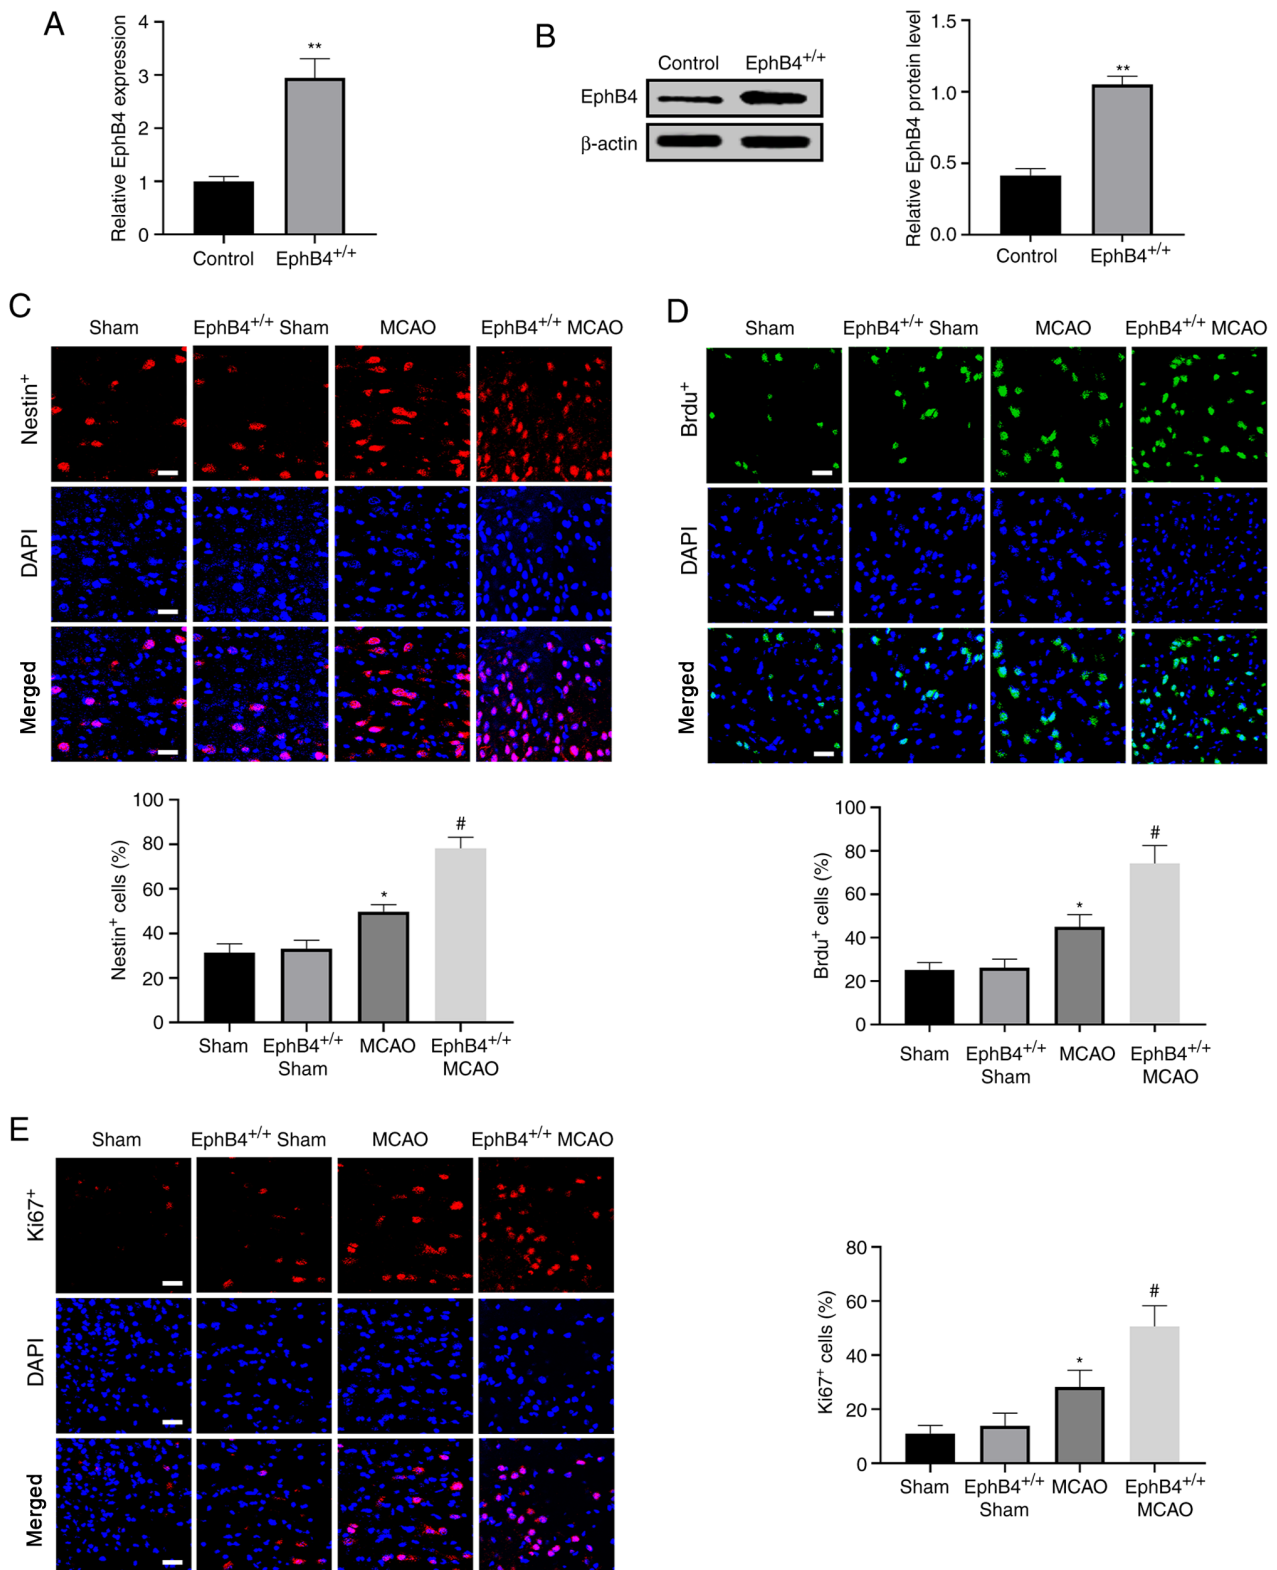 A
Relative EphB4 expression
4
3
2
1
0
**
Control
EphB4+/+
B
Control
EphB4+/+
EphB4
β-actin
Relative EphB4 protein level
1.5
1.0
0.5
0.0
**
Control
EphB4+/+
C
Sham
EphB4+/+ Sham
MCAO
EphB4+/+ MCAO
Nestin+
DAPI
Merged
Nestin+ cells (%)
100
80
60
40
20
0
*
#
Sham
EphB4+/+
Sham
MCAO
EphB4+/+
MCAO
D
Sham
EphB4+/+ Sham
MCAO
EphB4+/+ MCAO
Brdu+
DAPI
Merged
Brdu+ cells (%)
100
80
60
40
20
0
*
#
Sham
EphB4+/+
Sham
MCAO
EphB4+/+
MCAO
E
Sham
EphB4+/+ Sham
MCAO
EphB4+/+ MCAO
Ki67+
DAPI
Merged
Ki67+ cells (%)
80
60
40
20
0
*
#
Sham
EphB4+/+
Sham
MCAO
EphB4+/+
MCAO